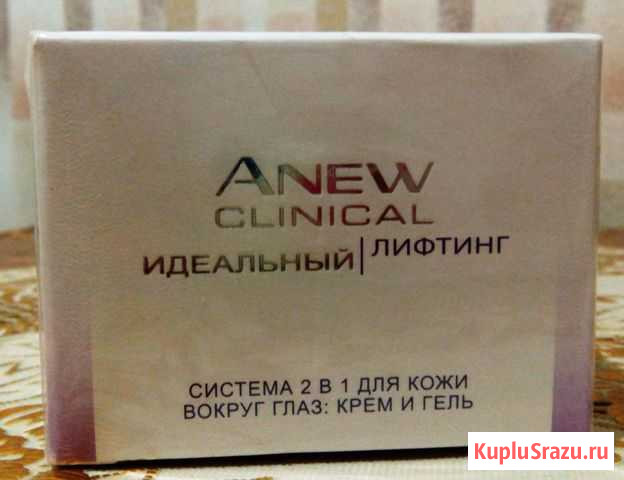 ANEW
CLINICAL
ИДЕАЛЬНЫЙ|ЛИФТИНГ
СИСТЕМА 2 В 1 ДЛЯ КОЖИ
ВОКРУГ ГЛАЗ: КРЕМ И ГЕЛЬ
KupluSrazu.ru